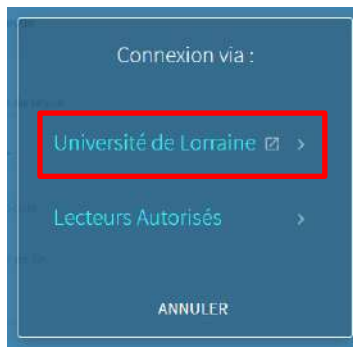 Connexion via :
Université de Lorraine
Lecteurs Autorisés
ANNULER